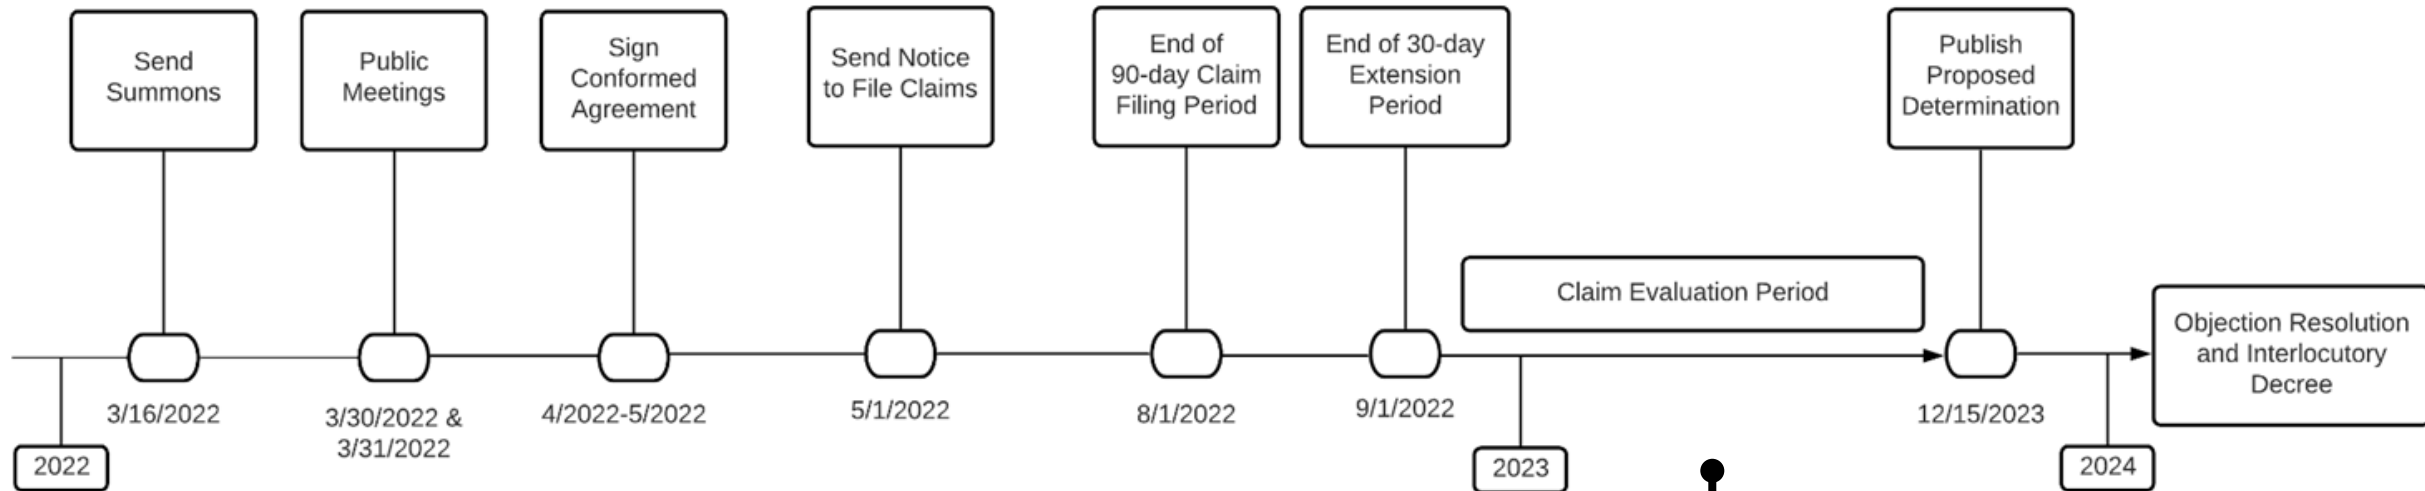 Send
Summons
Public
Meetings
Sign
Conformed
Agreement
Send Notice
to File Claims
End of
90-day Claim
Filing Period
End of 30-day
Extension
Period
Publish
Proposed
Determination
Claim Evaluation Period
Objection Resolution
and Interlocutory
Decree
3/16/2022
3/30/2022 &
3/31/2022
4/2022-5/2022
5/1/2022
8/1/2022
9/1/2022
12/15/2023
2022
2023
2024